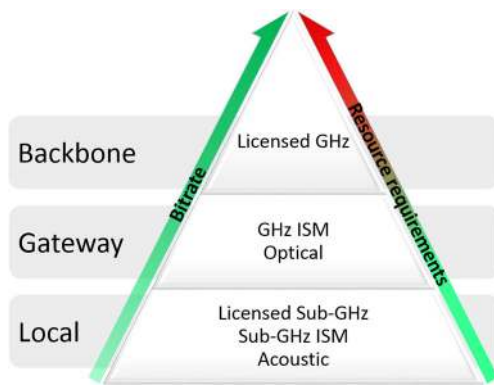 Backbone
Licensed GHz
Bitrate
Resource requirements
Gateway
GHz ISM
Optical
Local
Licensed Sub-GHz
Sub-GHz ISM
Acoustic